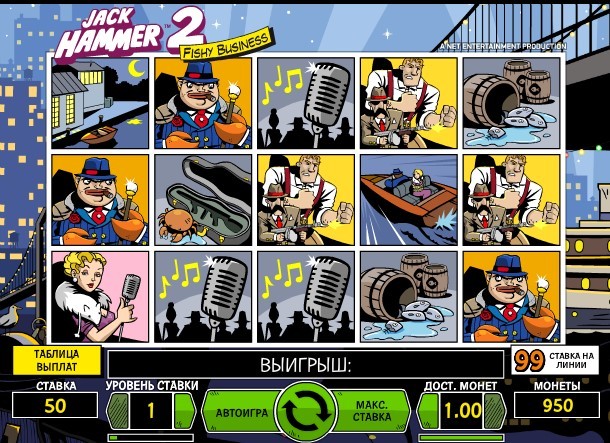 JACK
HAMMER™ 2
FISHY BUSINESS
A NET ENTERTAINMENT PRODUCTION
ТАБЛИЦА
ВЫПЛАТ
ВЫИГРЫШ:
99 СТАВКА НА
ЛИНИИ
СТАВКА
50
УРОВЕНЬ СТАВКИ
1
АВТОИГРА
МАКС.
СТАВКА
ДОСТ. МОНЕТ
1.00
МОНЕТЫ
950